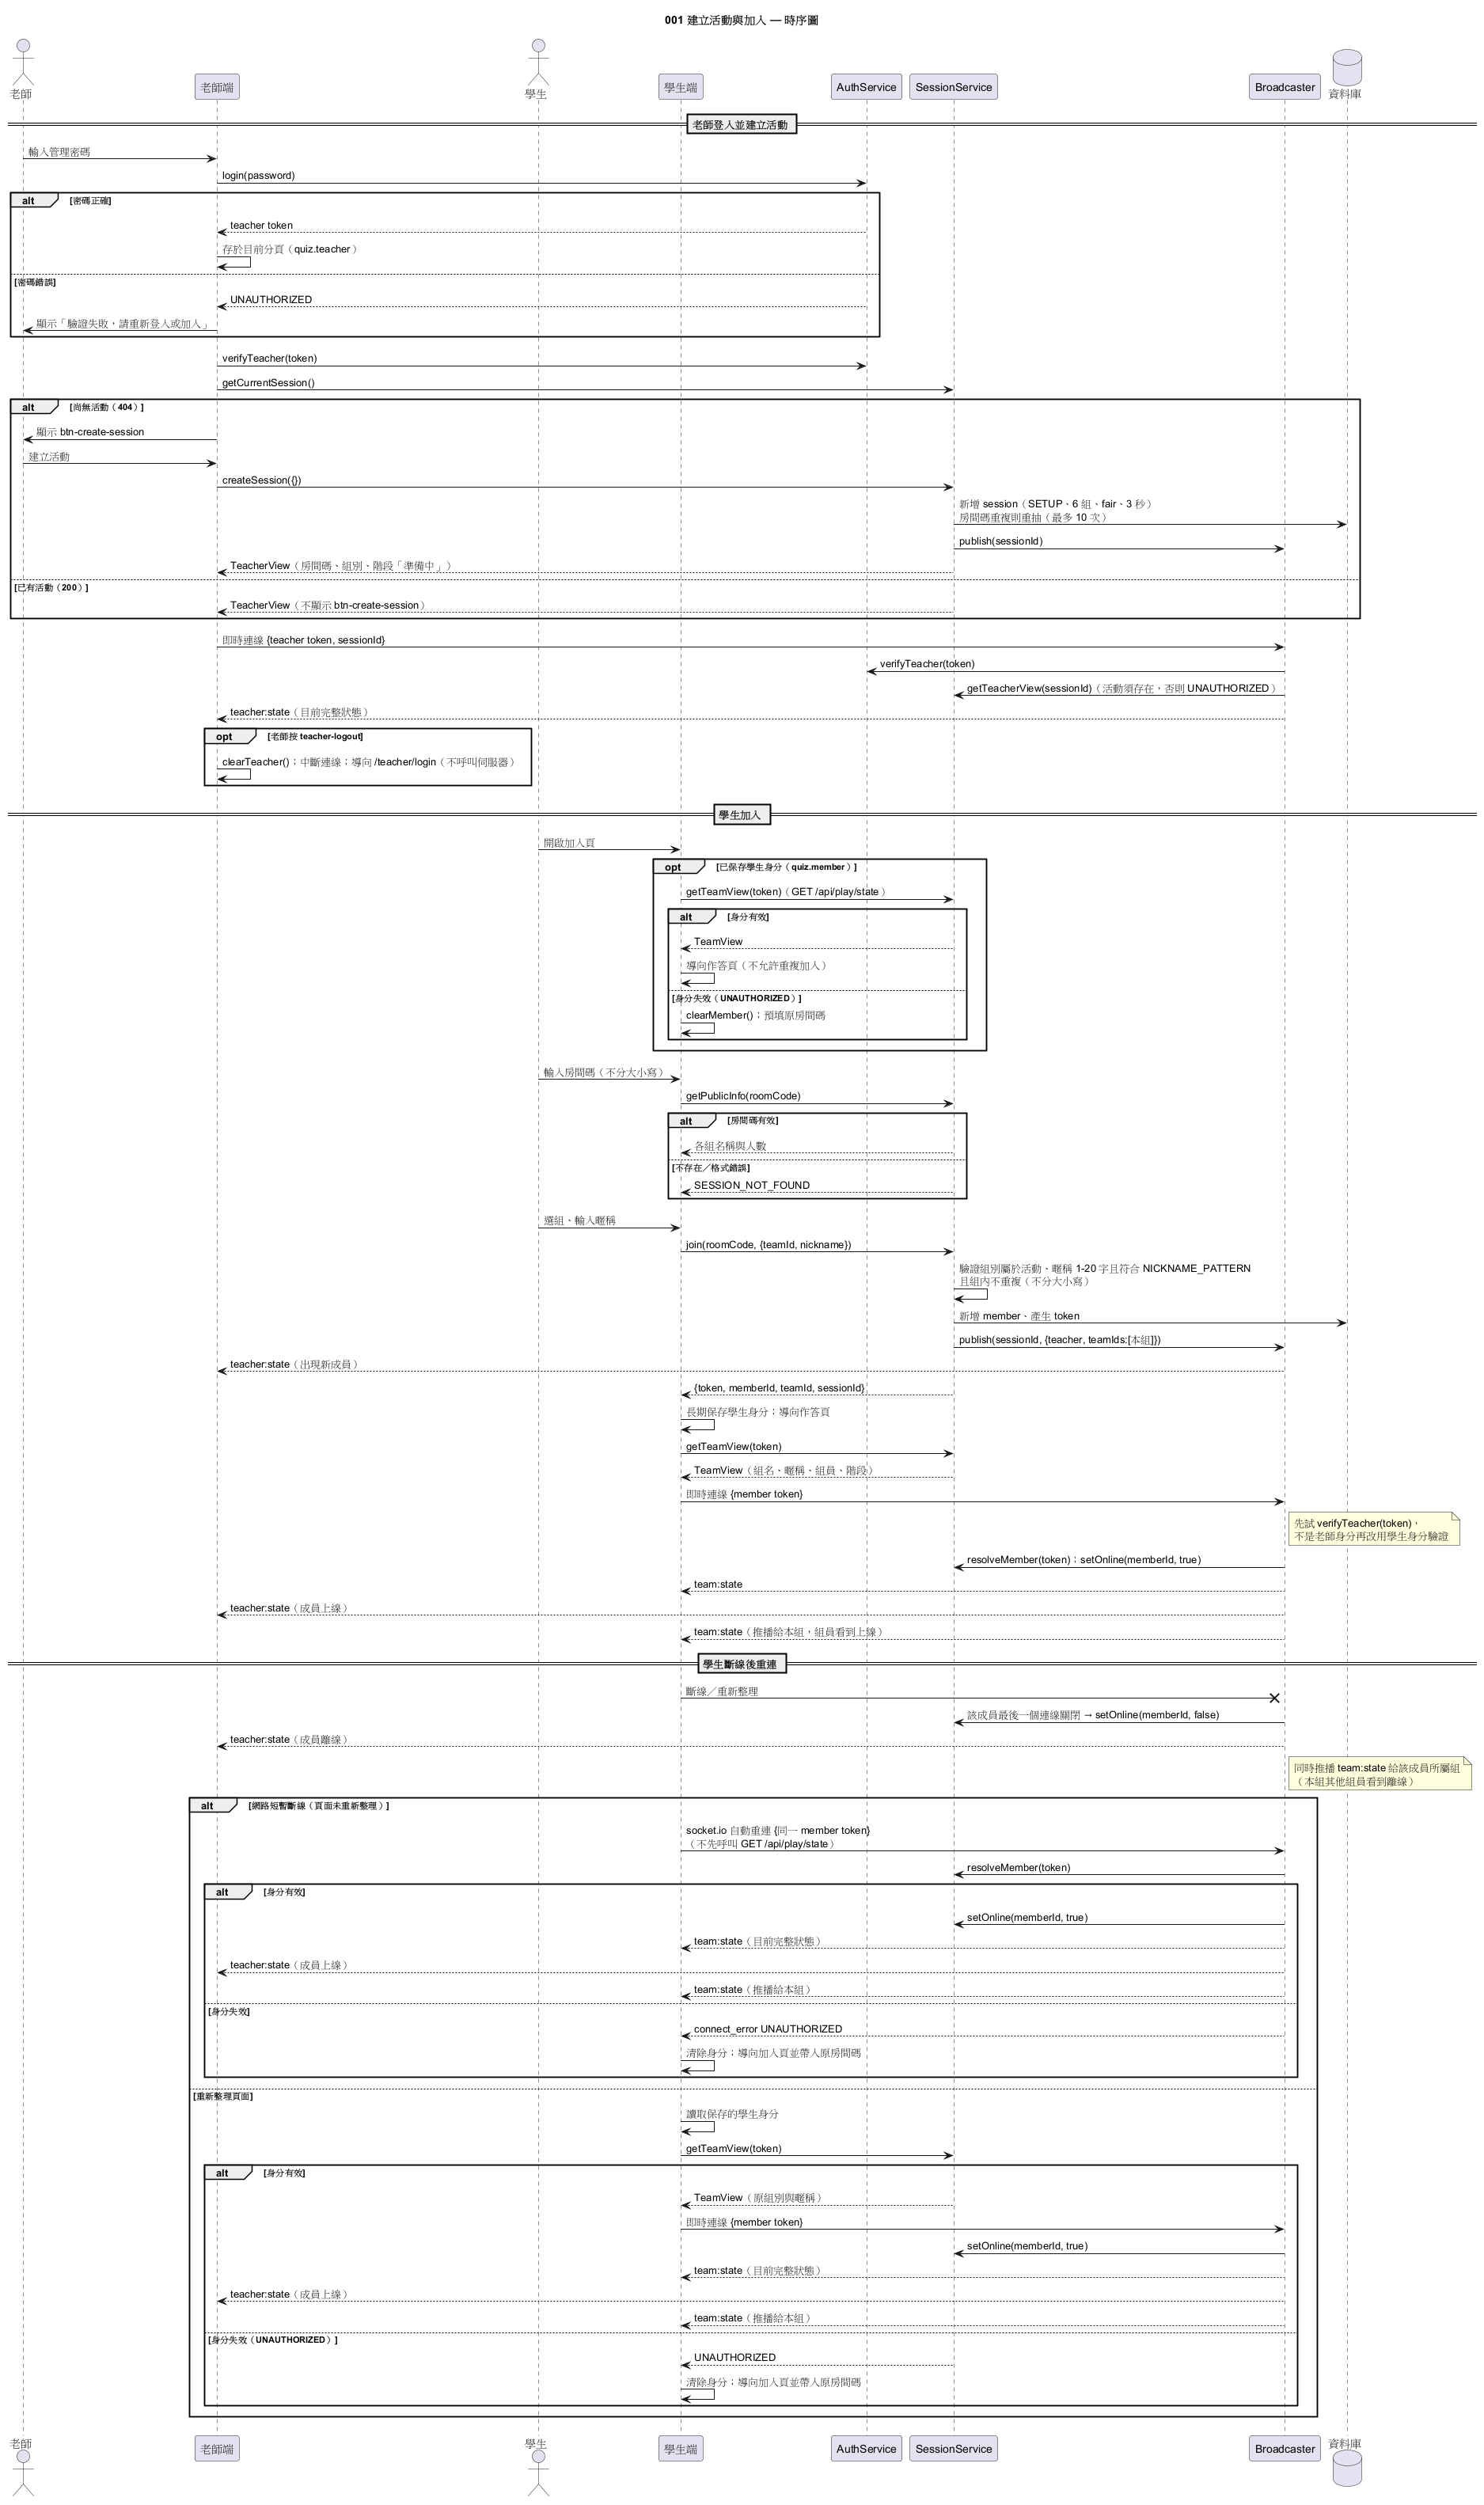 001 建立活動與加入 — 時序圖
老師
老師端
學生
學生端
AuthService
SessionService
Broadcaster
資料庫
老師登入並建立活動
輸入管理密碼
login(password)
alt [密碼正確]
teacher token
存於目前分頁（quiz.teacher）
[密碼錯誤]
UNAUTHORIZED
顯示「驗證失敗，請重新登入或加入」
verifyTeacher(token)
getCurrentSession()
alt [尚無活動（404）]
顯示 btn-create-session
建立活動
createSession({})
新增 session（SETUP、6 組、fair、3 秒）
房間碼重複則重抽（最多 10 次）
publish(sessionId)
TeacherView（房間碼、組別、階段「準備中」）
[已有活動（200）]
TeacherView（不顯示 btn-create-session）
即時連線 {teacher token, sessionId}
verifyTeacher(token)
getTeacherView(sessionId)（活動須存在，否則 UNAUTHORIZED）
teacher:state（目前完整狀態）
opt [老師按 teacher-logout]
clearTeacher()；中斷連線；導向 /teacher/login（不呼叫伺服器）
學生加入
開啟加入頁
opt [已保存學生身分（quiz.member）]
getTeamView(token)（GET /api/play/state）
alt [身分有效]
TeamView
導向作答頁（不允許重複加入）
[身分失效（UNAUTHORIZED）]
clearMember()；預填原房間碼
輸入房間碼（不分大小寫）
getPublicInfo(roomCode)
alt [房間碼有效]
各組名稱與人數
[不存在／格式錯誤]
SESSION_NOT_FOUND
選組、輸入暱稱
join(roomCode, {teamId, nickname})
驗證組別屬於活動、暱稱 1-20 字且符合 NICKNAME_PATTERN
且組內不重複（不分大小寫）
新增 member、產生 token
publish(sessionId, {teacher, teamIds:[本組]})
teacher:state（出現新成員）
{token, memberId, teamId, sessionId}
長期保存學生身分；導向作答頁
getTeamView(token)
TeamView（組名、暱稱、組員、階段）
即時連線 {member token}
先試 verifyTeacher(token)，
不是老師身分再改用學生身分驗證
resolveMember(token)；setOnline(memberId, true)
team:state
teacher:state（成員上線）
team:state（推播給本組，組員看到上線）
學生斷線後重連
斷線／重新整理
該成員最後一個連線關閉 → setOnline(memberId, false)
teacher:state（成員離線）
同時推播 team:state 給該成員所屬組
（本組其他組員看到離線）
alt [網路短暫斷線（頁面未重新整理）]
socket.io 自動重連 {同一 member token}
（不先呼叫 GET /api/play/state）
resolveMember(token)
alt [身分有效]
setOnline(memberId, true)
team:state（目前完整狀態）
teacher:state（成員上線）
team:state（推播給本組）
[身分失效]
connect_error UNAUTHORIZED
清除身分；導向加入頁並帶入原房間碼
[重新整理頁面]
讀取保存的學生身分
getTeamView(token)
alt [身分有效]
TeamView（原組別與暱稱）
即時連線 {member token}
setOnline(memberId, true)
team:state（目前完整狀態）
teacher:state（成員上線）
team:state（推播給本組）
[身分失效（UNAUTHORIZED）]
UNAUTHORIZED
清除身分；導向加入頁並帶入原房間碼
老師
老師端
學生
學生端
AuthService
SessionService
Broadcaster
資料庫